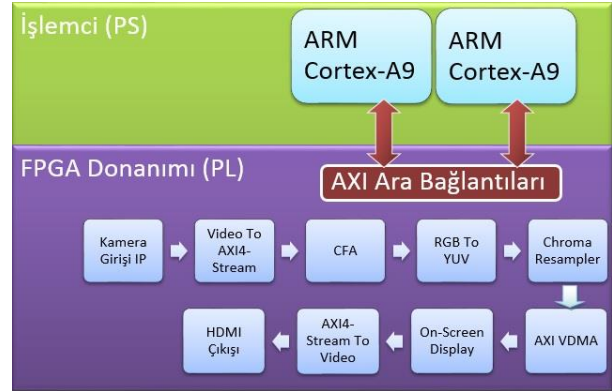 İşlemci (PS)
ARM
Cortex-A9
ARM
Cortex-A9
FPGA Donanımı (PL)
AXI Ara Bağlantıları
Kamera
Girişi IP
Video To
AXI4-
Stream
CFA
RGB To
YUV
Chroma
Resampler
HDMI
Çıkışı
AXI4-
Stream To
Video
On-Screen
Display
AXI VDMA